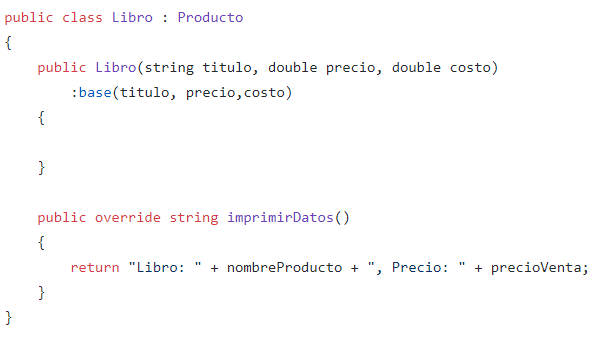 public class Libro : Producto
{
    public Libro(string titulo, double precio, double costo)
        :base(titulo, precio,costo)
    {

    }

    public override string imprimirDatos()
    {
        return "Libro: " + nombreProducto + ", Precio: " + precioVenta;
    }
}